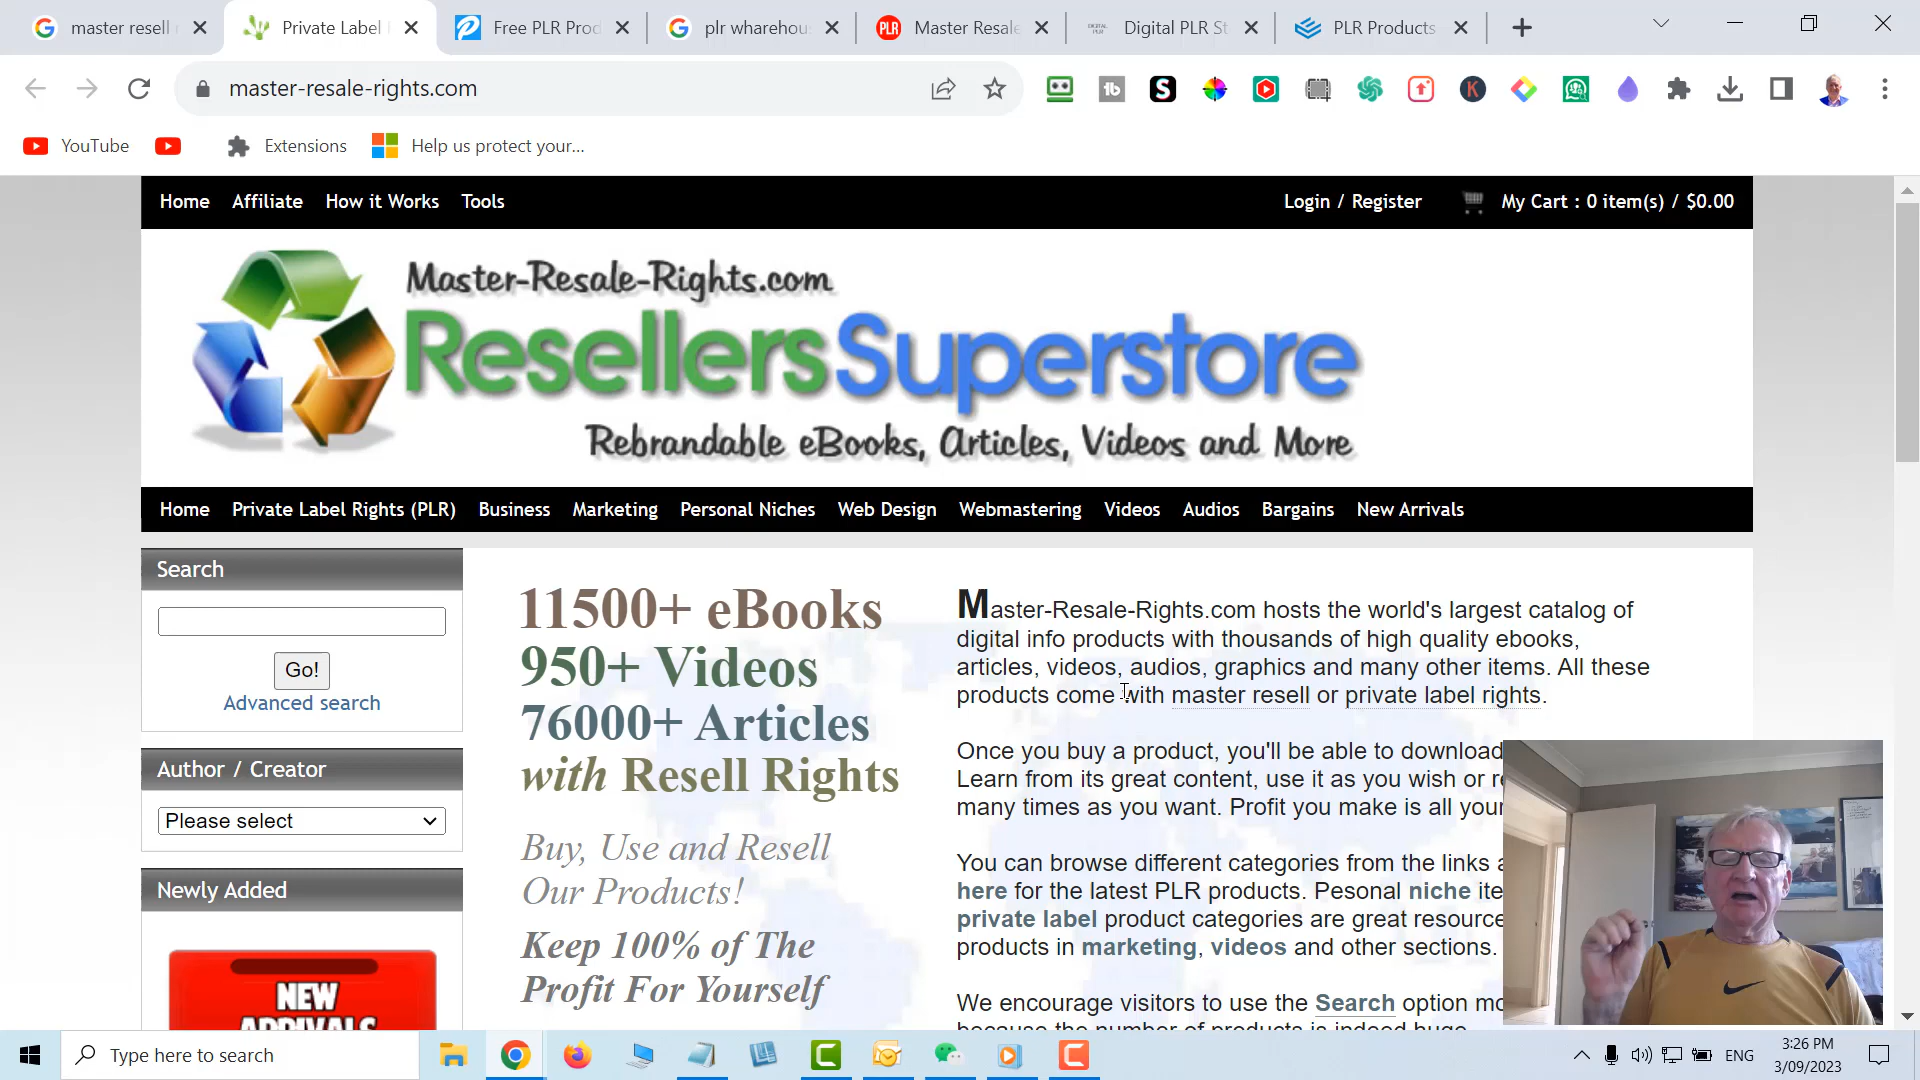 master resell r
Private Label
Free PLR Prod
plr wharehou
Master Resale
Digital PLR St
PLR Products
master-resale-rights.com
YouTube
Extensions
Help us protect your...
Home
Affiliate
How it Works
Tools
Login / Register
My Cart : 0 item(s) / $0.00
Master-Resale-Rights.com
ResellersSuperstore
Rebrandable eBooks, Articles, Videos and More
Home
Private Label Rights (PLR)
Business
Marketing
Personal Niches
Web Design
Webmastering
Videos
Audios
Bargains
New Arrivals
Search
Go!
Advanced search
Author / Creator
Please select
Newly Added
NEW
ARRIVALS
11500+ eBooks
950+ Videos
76000+ Articles
with Resell Rights
Buy, Use and Resell
Our Products!
Keep 100% of The
Profit For Yourself
Master-Resale-Rights.com hosts the world's largest catalog of
digital info products with thousands of high quality ebooks,
articles, videos, audios, graphics and many other items. All these
products come with master resell or private label rights.
Once you buy a product, you'll be able to download
Learn from its great content, use it as you wish or re
many times as you want. Profit you make is all your
You can browse different categories from the links a
here for the latest PLR products. Pesonal niche ite
private label product categories are great resource
products in marketing, videos and other sections.
We encourage visitors to use the Search option mo
because the number of products is indeed huge
Type here to search
ENG
3:26 PM
3/09/2023